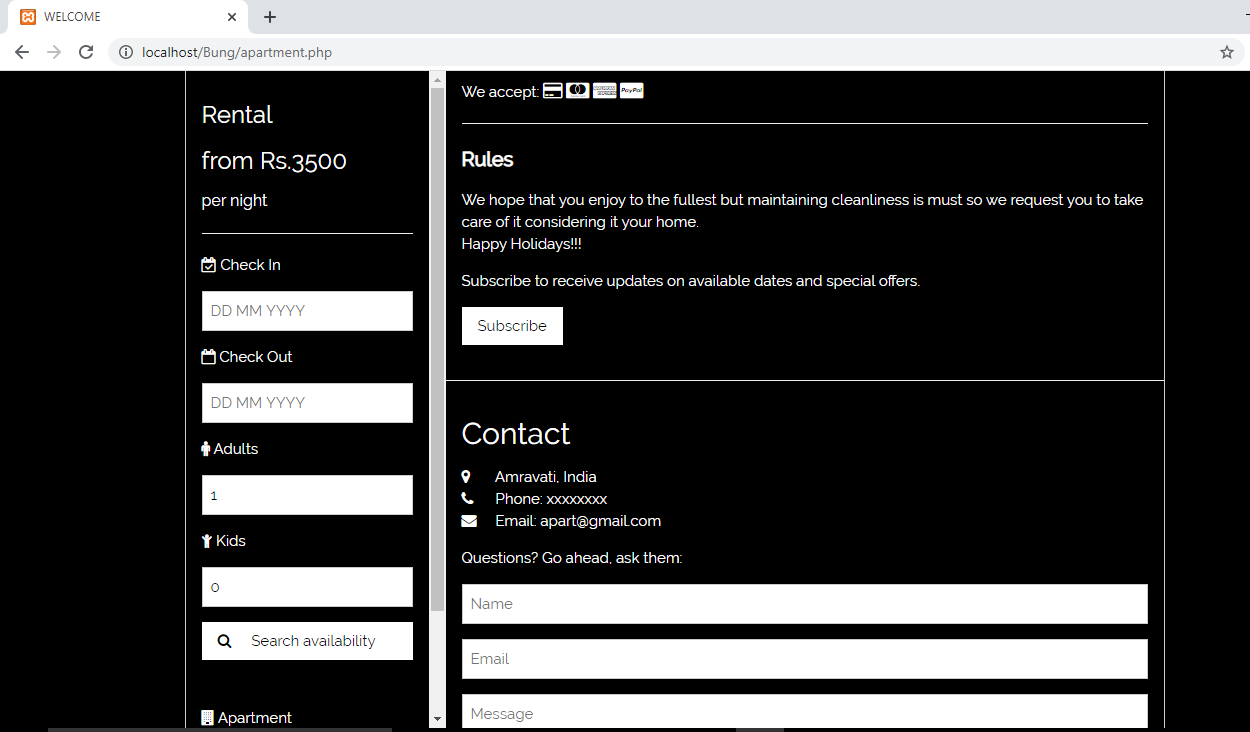 WELCOME
localhost/Bung/apartment.php
Rental
from Rs.3500
per night
Check In
DD MM YYYY
Check Out
DD MM YYYY
Adults
1
Kids
0
Search availability
Apartment
We accept:
PayPal
Rules
We hope that you enjoy to the fullest but maintaining cleanliness is must so we request you to take
care of it considering it your home.
Happy Holidays!!!
Subscribe to receive updates on available dates and special offers.
Subscribe
Contact
Amravati, India
Phone: xxxxxxxx
Email: apart@gmail.com
Questions? Go ahead, ask them:
Name
Email
Message